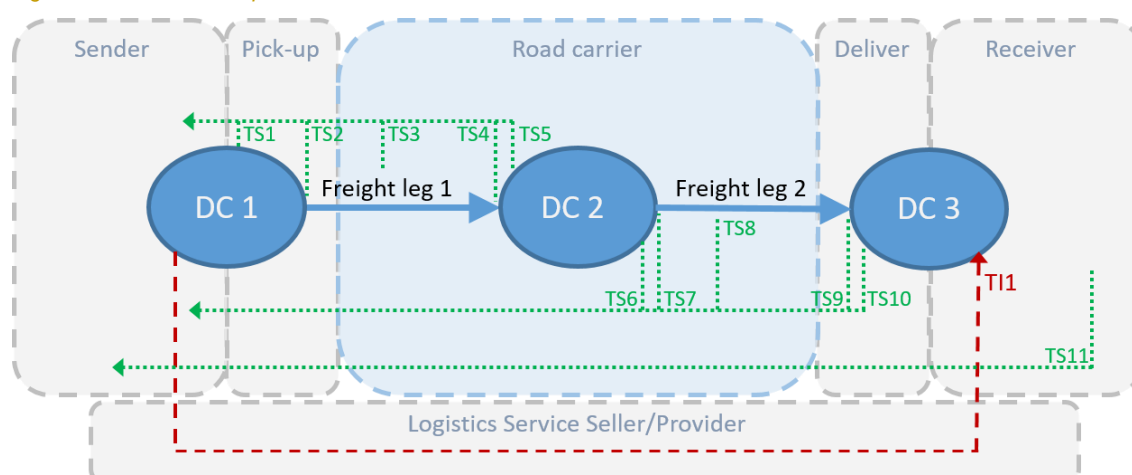 Sender
Pick-up
Road carrier
Deliver
Receiver
TS1
TS2
TS3
TS4
TS5
DC 1
Freight leg 1
DC 2
Freight leg 2
DC 3
TS8
TS6
TS7
TS9
TS10
TI1
TS11
Logistics Service Seller/Provider